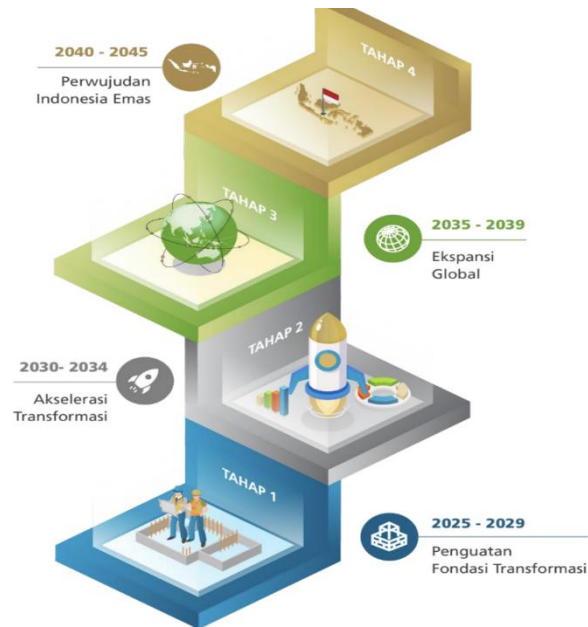 2040 - 2045
Perwujudan
Indonesia Emas
TAHAP 4
TAHAP 3
2035 - 2039
Ekspansi
Global
TAHAP 2
2030- 2034
Akselerasi
Transformasi
TAHAP 1
2025 - 2029
Penguatan
Fondasi Transformasi